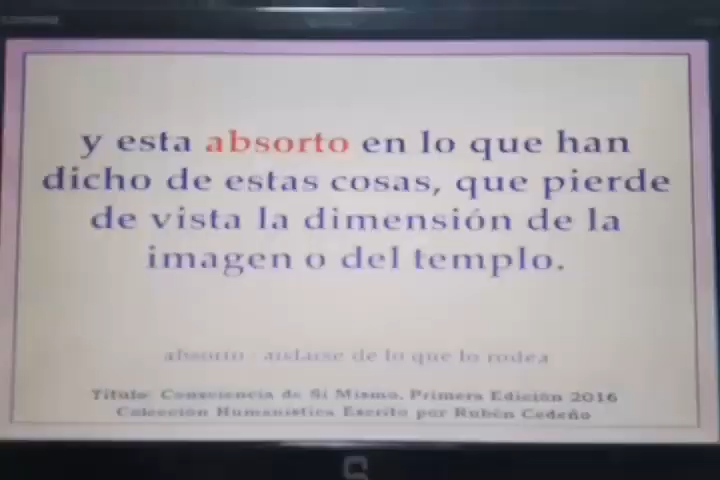 y esta absorto en lo que han
dicho de estas cosas, que pierde
de vista la dimensión de la
imagen o del templo.
absorto - aislarse de lo que lo rodea
Título: Consciencia de Sí Mismo, Primera Edición 2016
Colección Humanística Escrito por Rubén Cedeño